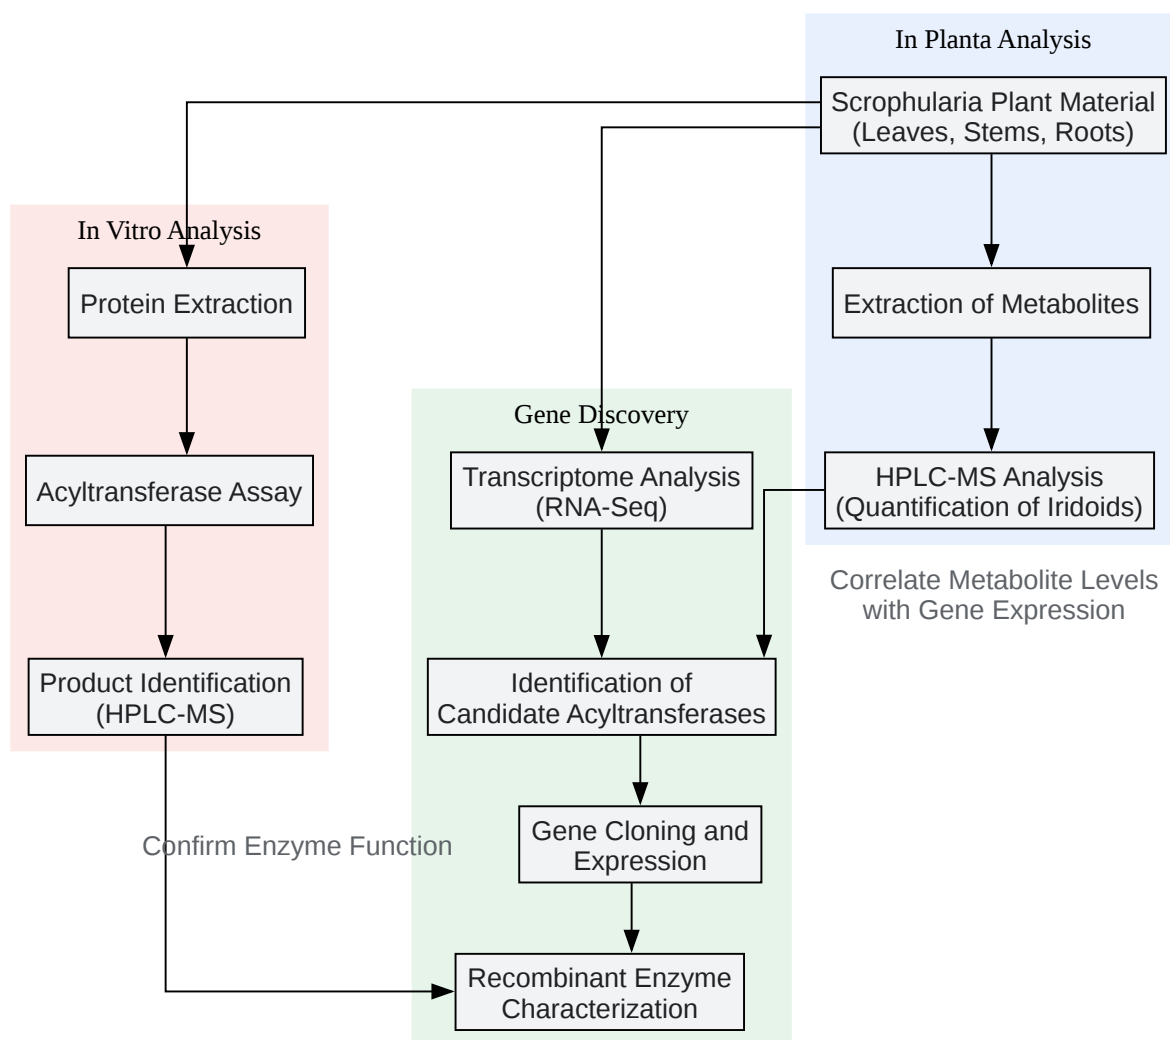 In Planta Analysis
Scrophularia Plant Material
(Leaves, Stems, Roots)
In Vitro Analysis
Protein Extraction
Extraction of Metabolites
Gene Discovery
Acyltransferase Assay
Transcriptome Analysis
(RNA-Seq)
HPLC-MS Analysis
(Quantification of Iridoids)
Correlate Metabolite Levels
with Gene Expression
Product Identification
(HPLC-MS)
Identification of
Candidate Acyltransferases
Gene Cloning and
Expression
Confirm Enzyme Function
Recombinant Enzyme
Characterization